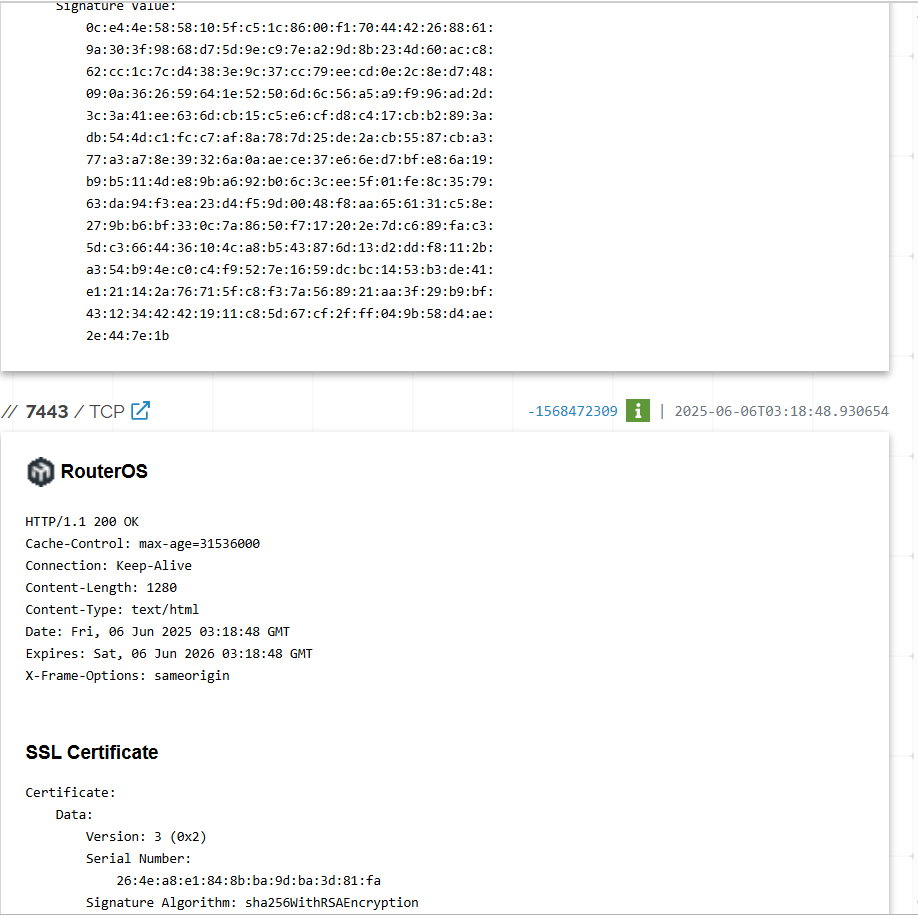 Signature Value:
0c:e4:4e:58:58:10:5f:c5:1c:86:00:f1:70:44:42:26:88:61:
9a:30:3f:98:68:d7:5d:9e:c9:7e:a2:9d:8b:23:4d:60:ac:c8:
62:cc:1c:7c:d4:38:3e:9c:37:cc:79:ee:cd:0e:2c:8e:d7:48:
09:0a:36:26:59:64:1e:52:50:6d:6c:56:a5:a9:f9:96:ad:2d:
3c:3a:41:ee:63:6d:cb:15:c5:e6:cf:d8:c4:17:cb:b2:89:3a:
db:54:4d:c1:fc:c7:af:8a:78:7d:25:de:2a:cb:55:87:cb:a3:
77:a3:a7:8e:39:32:6a:0a:ae:ce:37:e6:6e:d7:bf:e8:6a:19:
b9:b5:11:4d:e8:9b:a6:92:b0:6c:3c:ee:5f:01:fe:8c:35:79:
63:da:94:f3:ea:23:d4:f5:9d:00:48:f8:aa:65:61:31:c5:8e:
27:9b:b6:bf:33:0c:7a:86:50:f7:17:20:2e:7d:c6:89:fa:c3:
5d:c3:66:44:36:10:4c:a8:b5:43:87:6d:13:d2:dd:f8:11:2b:
a3:54:b9:4e:c0:c4:f9:52:7e:16:59:dc:bc:14:53:b3:de:41:
e1:21:14:2a:76:71:5f:c8:f3:7a:56:89:21:aa:3f:29:b9:bf:
43:12:34:42:42:19:11:c8:5d:67:cf:2f:ff:04:9b:58:d4:ae:
2e:44:7e:1b
// 7443 / TCP
-1568472309 i | 2025-06-06T03:18:48.930654
RouterOS
HTTP/1.1 200 OK
Cache-Control: max-age=31536000
Connection: Keep-Alive
Content-Length: 1280
Content-Type: text/html
Date: Fri, 06 Jun 2025 03:18:48 GMT
Expires: Sat, 06 Jun 2026 03:18:48 GMT
X-Frame-Options: sameorigin
SSL Certificate
Certificate:
Data:
Version: 3 (0x2)
Serial Number:
26:4e:a8:e1:84:8b:ba:9d:ba:3d:81:fa
Signature Algorithm: sha256WithRSAEncryption